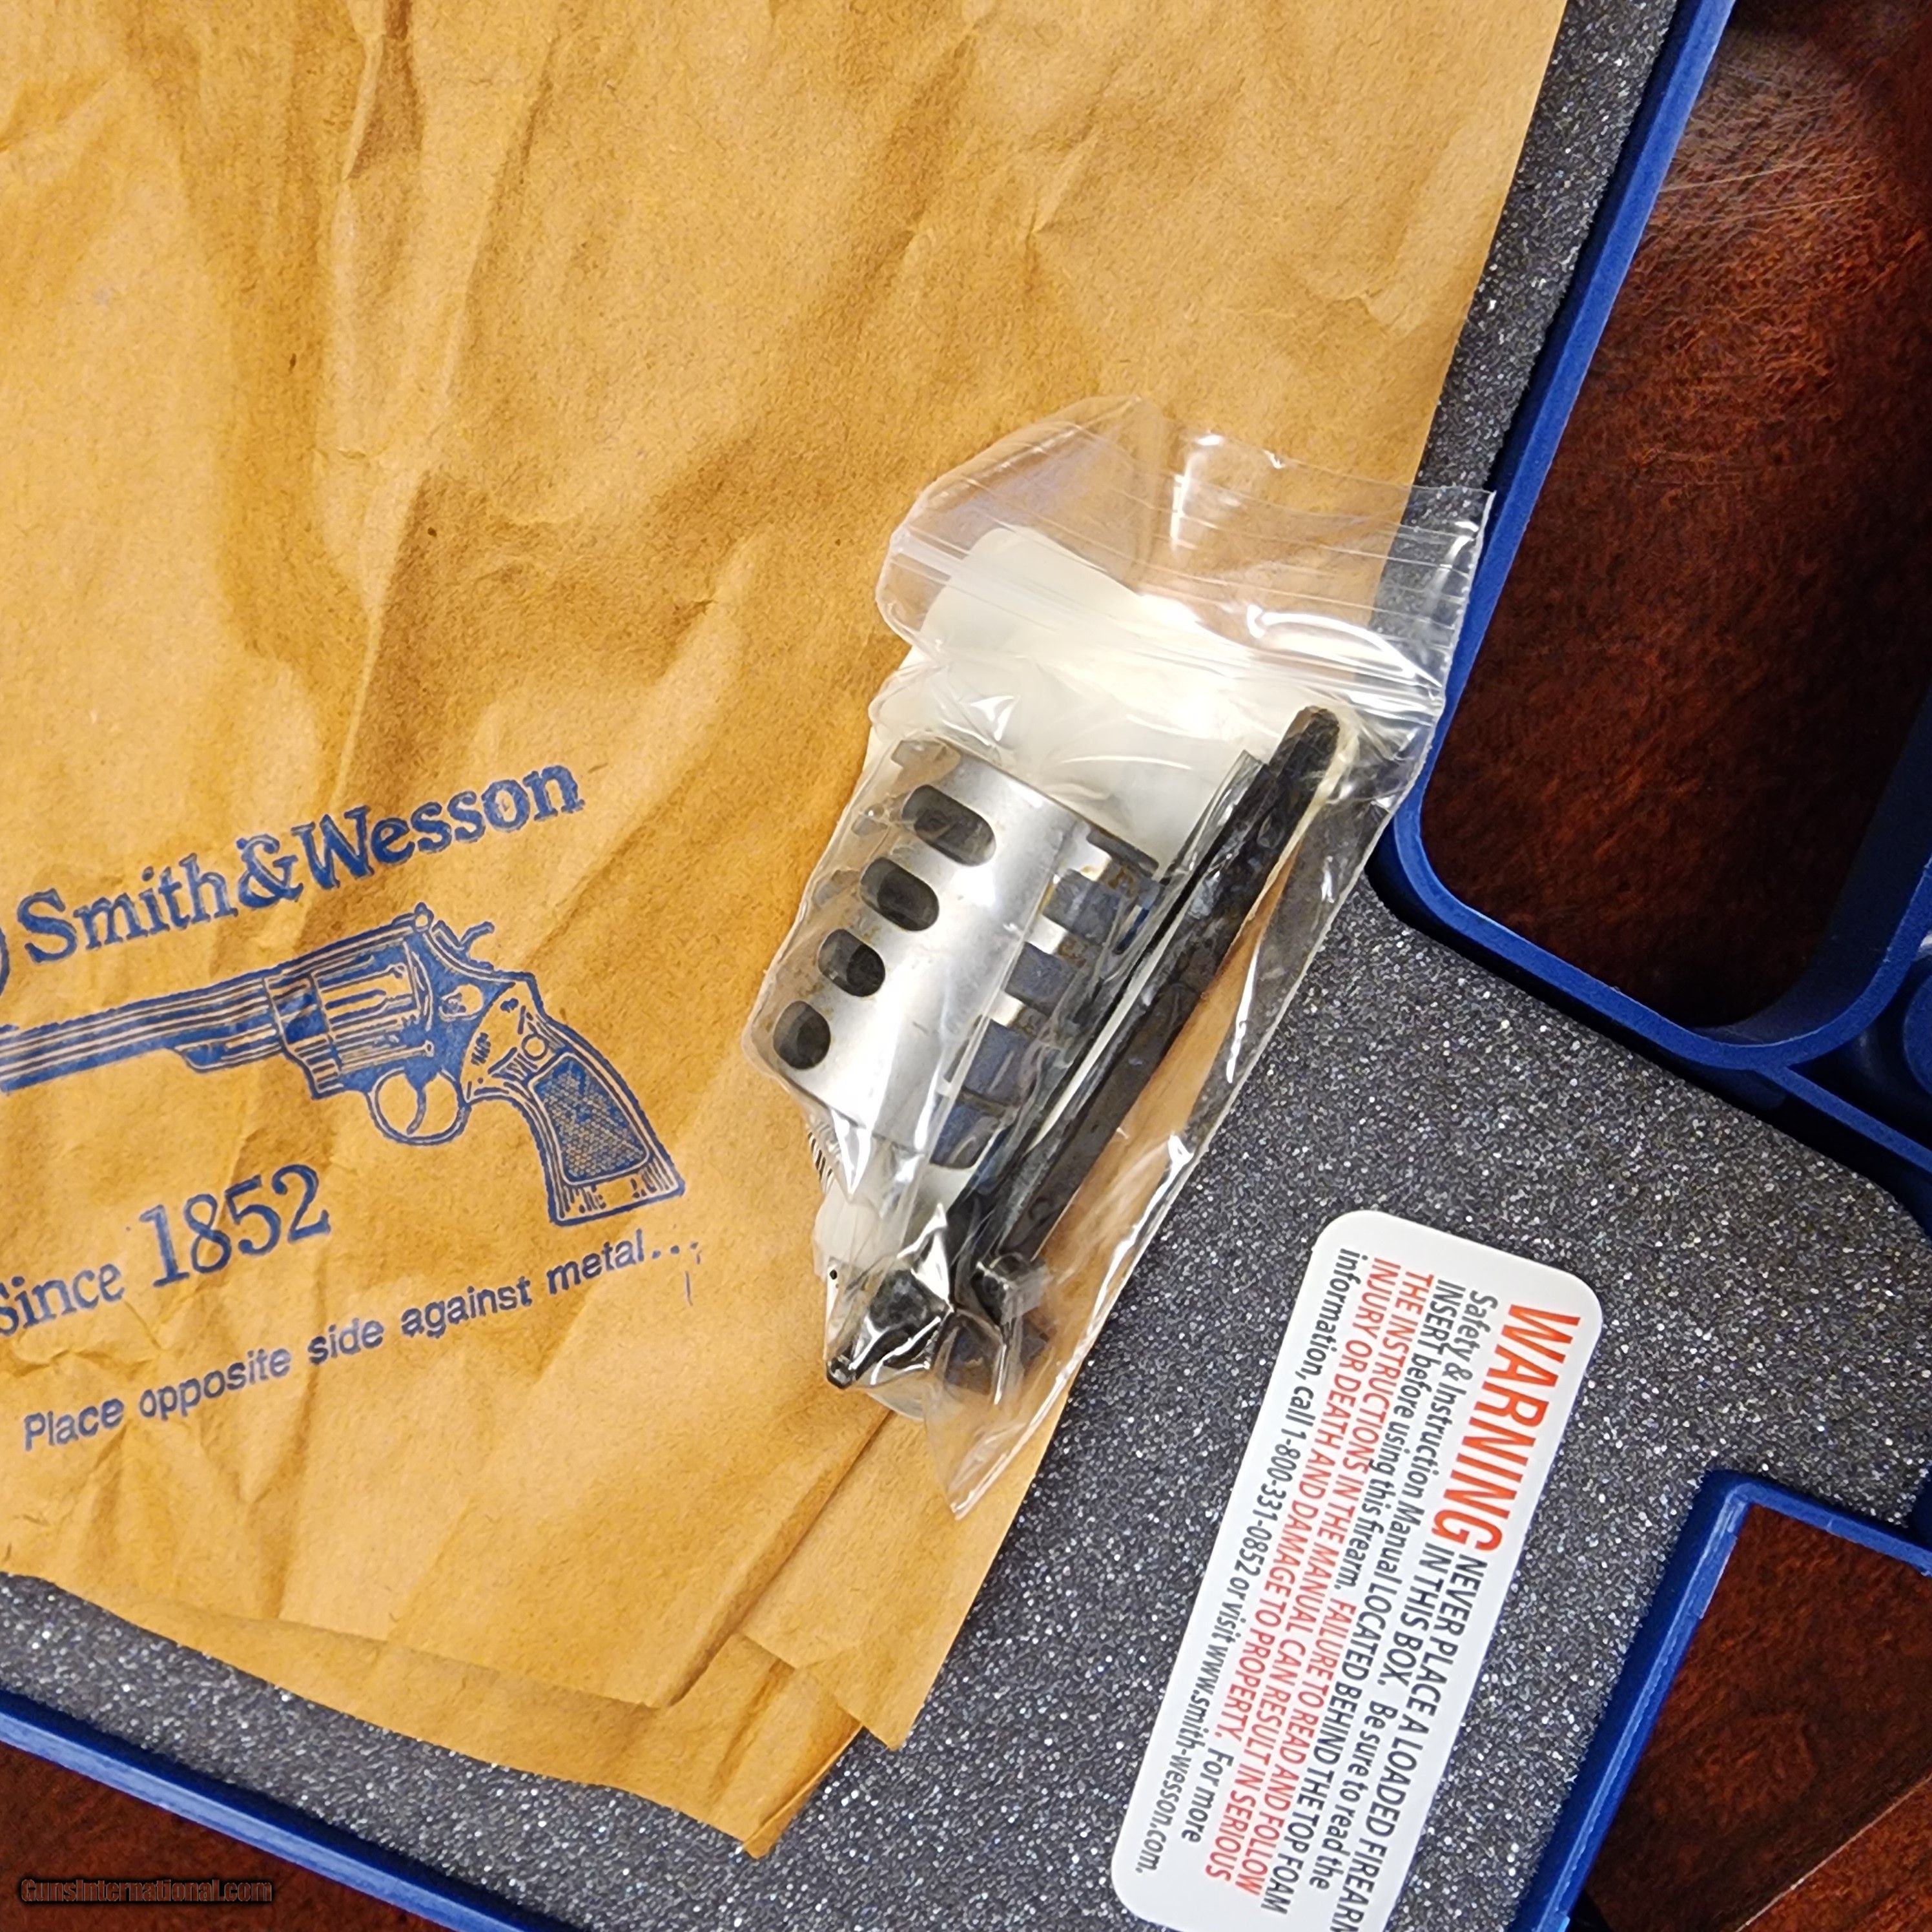 Smith&Wesson
Since 1852
Place opposite side against metal...
WARNING NEVER PLACE A LOADED FIREARM
IN THIS BOX. Be sure to read the
Safety & Instruction Manual LOCATED BEHIND THE TOP FOAM
INSERT before using this firearm. FAILURE TO READ AND FOLLOW
THE INSTRUCTIONS IN THE MANUAL CAN RESULT IN SERIOUS
INJURY OR DEATH AND DAMAGE TO PROPERTY. For more
information, call 1-800-331-0852 or visit www.smith-wesson.com.
GunsInternational.com